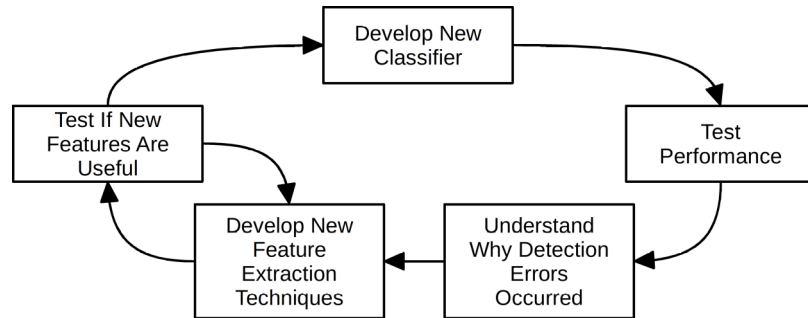 Develop New
Classifier
Test If New
Features Are
Useful
Test
Performance
Develop New
Feature
Extraction
Techniques
Understand
Why Detection
Errors
Occurred